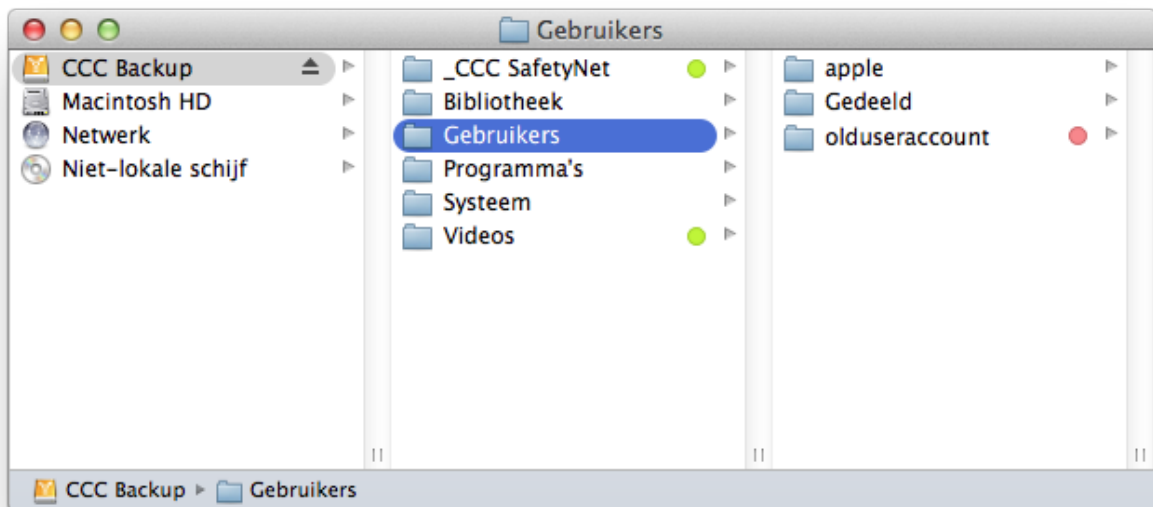 Gebruikers
CCC Backup
Macintosh HD
Netwerk
Niet-lokale schijf
_CCC SafetyNet
Bibliotheek
Gebruikers
Programma's
Systeem
Videos
apple
Gedeeld
olduseraccount
CCC Backup ▸ Gebruikers